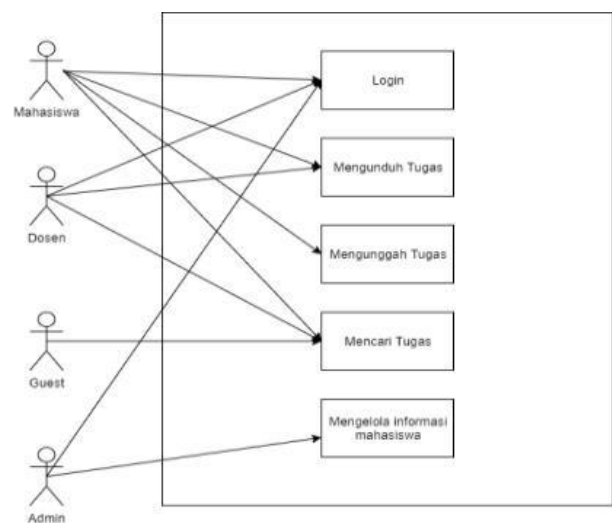 Mahasiswa
Dosen
Guest
Admin
Login
Mengunduh Tugas
Mengunggah Tugas
Mencari Tugas
Mengelola informasi
mahasiswa